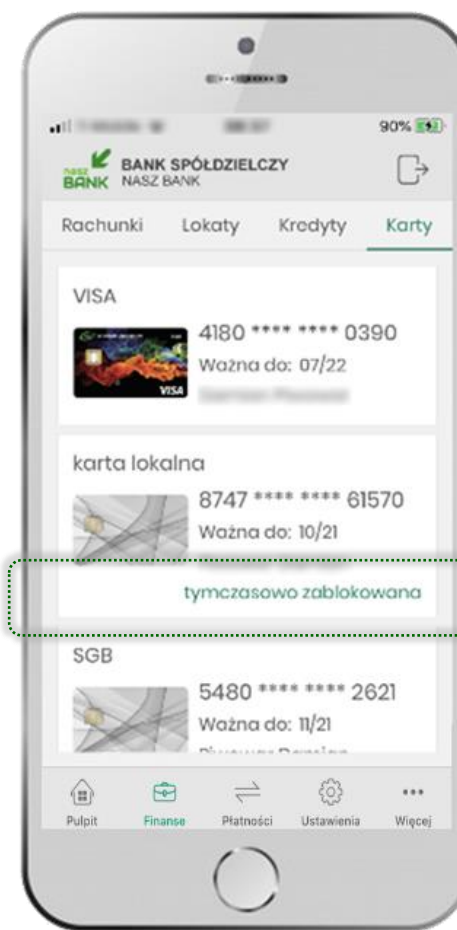 90%
nasz
BANK
BANK SPÓŁDZIELCZY
NASZ BANK
Rachunki Lokaty Kredyty Karty
VISA
4180 **** **** 0390
Ważna do: 07/22
VISA
karta lokalna
8747 **** **** 61570
Ważna do: 10/21
tymczasowo zablokowana
SGB
5480 **** **** 2621
Ważna do: 11/21
Pulpit Finanse Płatności Ustawienia Więcej